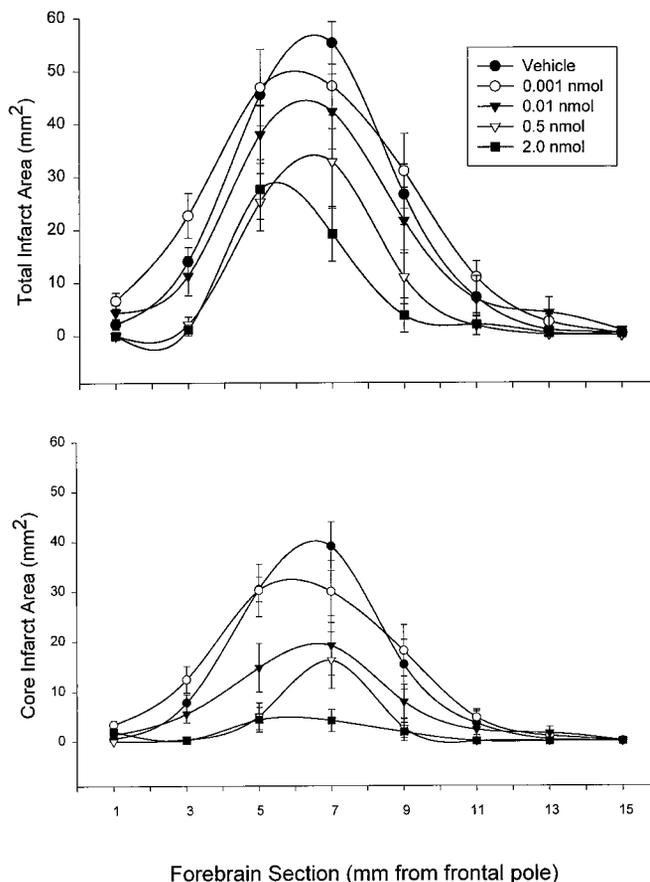 60
50
40
30
20
10
0
Total Infarct Area (mm2)
Vehicle
0.001 nmol
0.01 nmol
0.5 nmol
2.0 nmol
60
50
40
30
20
10
0
Core Infarct Area (mm2)
1 3 5 7 9 11 13 15
Forebrain Section (mm from frontal pole)